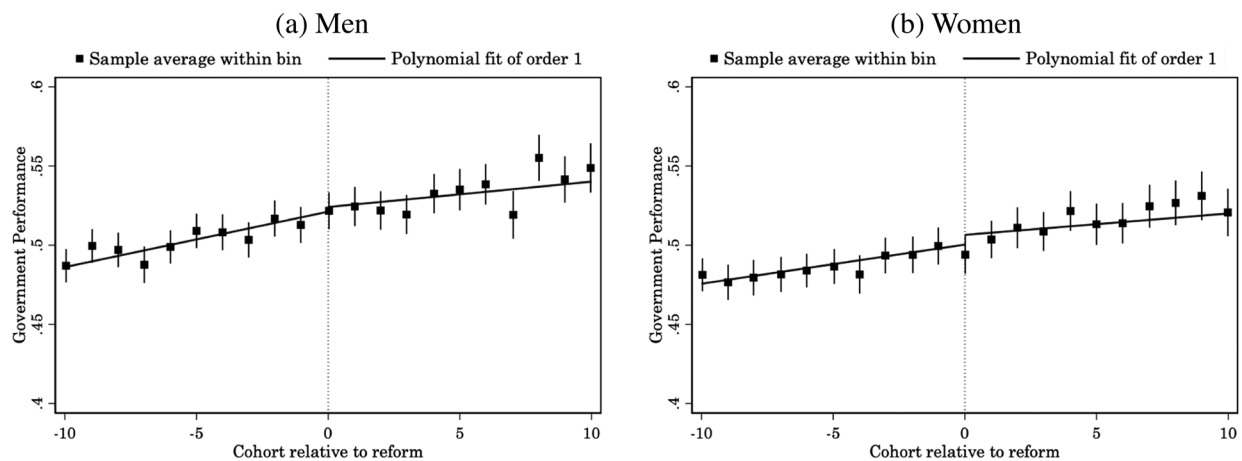 (a) Men
Sample average within bin
Polynomial fit of order 1
Government Performance
.6
.55
.5
.45
.4
-10
-5
0
5
10
Cohort relative to reform
(b) Women
Sample average within bin
Polynomial fit of order 1
Government Performance
.6
.55
.5
.45
.4
-10
-5
0
5
10
Cohort relative to reform